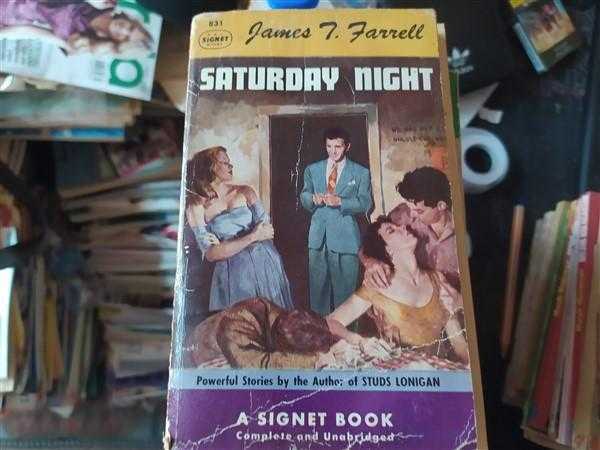 831
SIGNET
BOOKS
James T. Farrell
SATURDAY NIGHT
Powerful Stories by the Author of STUDS LONIGAN
A SIGNET BOOK
Complete and Unabridged